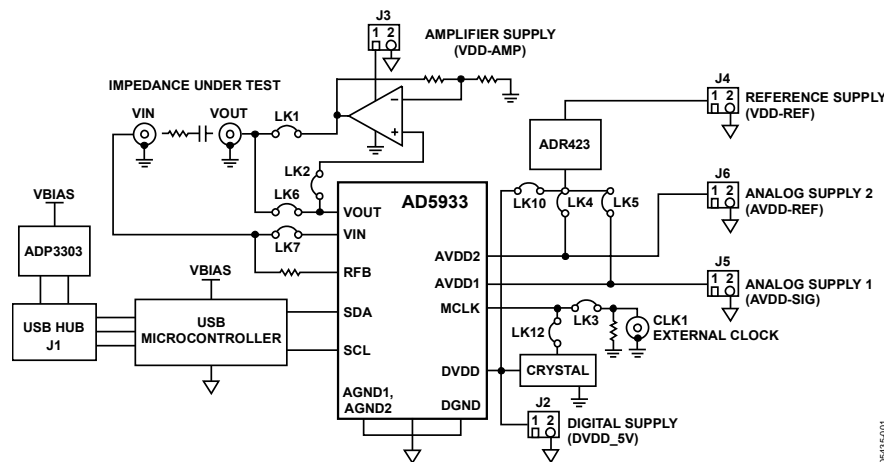 J3
1 2
AMPLIFIER SUPPLY
(VDD-AMP)
IMPEDANCE UNDER TEST
VIN
VOUT
LK1
–
+
LK2
LK6
LK7
J4
1 2
REFERENCE SUPPLY
(VDD-REF)
ADR423
J6
1 2
ANALOG SUPPLY 2
(AVDD-REF)
LK10
LK4
LK5
VBIAS
ADP3303
USB HUB
J1
VBIAS
USB
MICROCONTROLLER
AD5933
VOUT
VIN
RFB
SDA
SCL
AGND1,
AGND2
DGND
AVDD2
AVDD1
MCLK
DVDD
J5
1 2
ANALOG SUPPLY 1
(AVDD-SIG)
LK3
LK12
CLK1
EXTERNAL CLOCK
CRYSTAL
J2
1 2
DIGITAL SUPPLY
(DVDD_5V)
06435-001